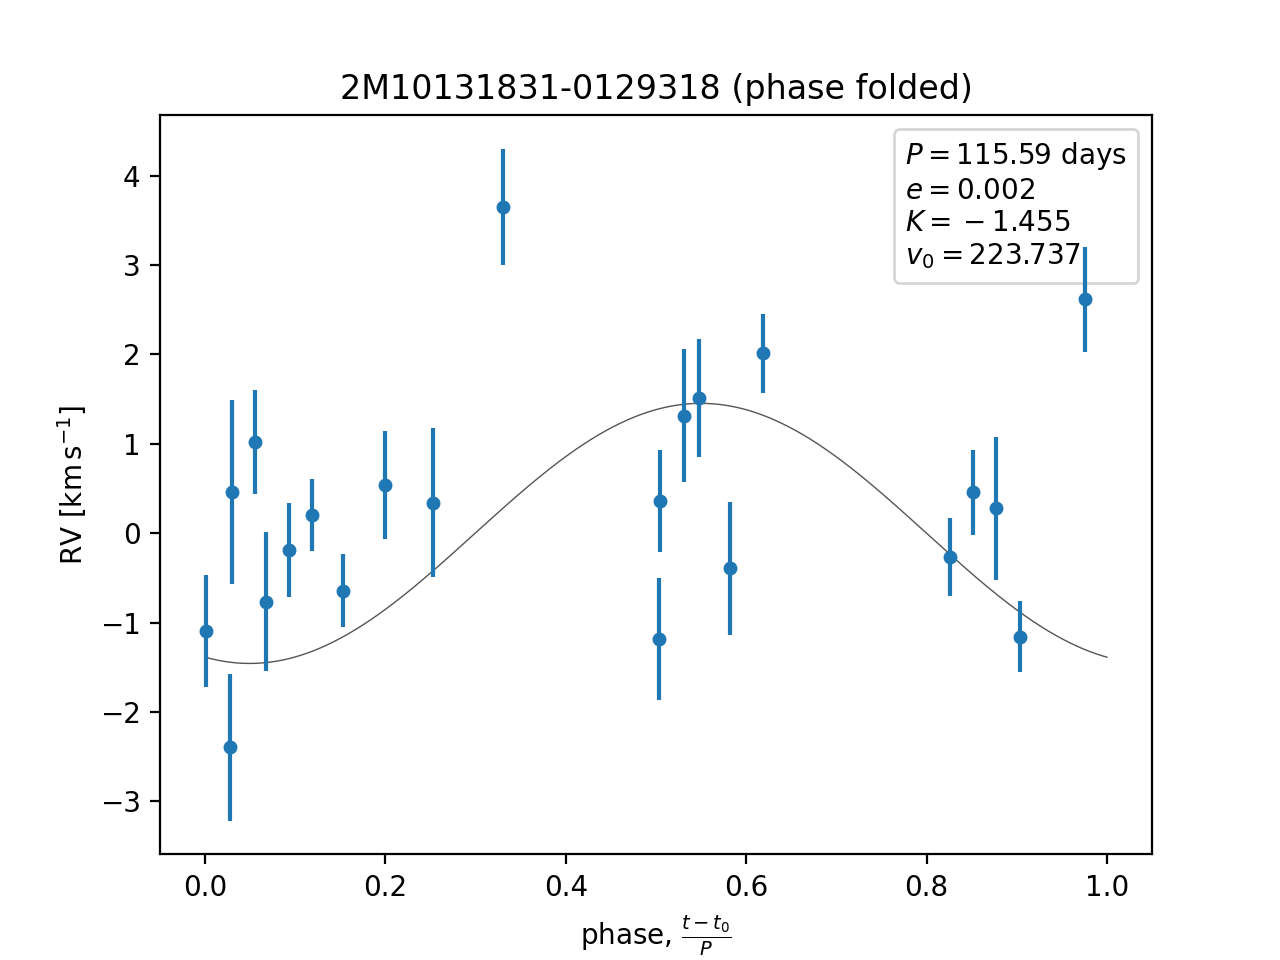 2M10131831-0129318 (phase folded)
P = 115.59 days
e = 0.002
K = −1.455
v₀ = 223.737
RV [km s⁻¹]
4
3
2
1
0
−1
−2
−3
0.0 0.2 0.4 0.6 0.8 1.0
phase, (t − t₀)/P